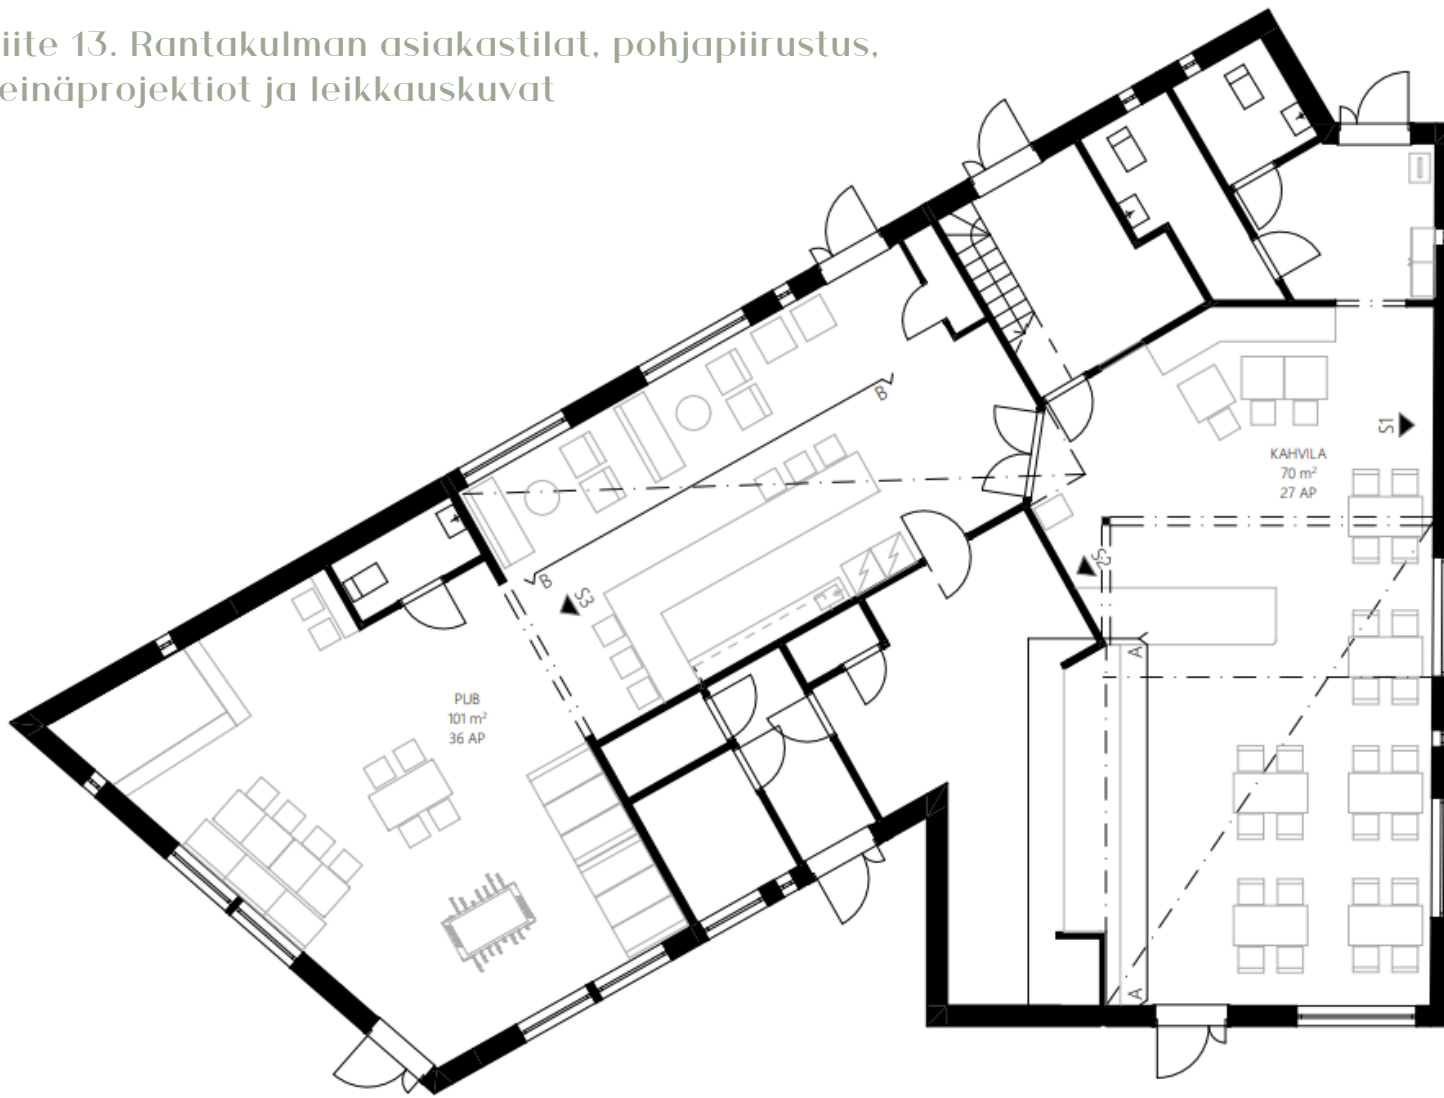 iite 13. Rantakulman asiakastilat, pohjapiirustus,
einäprojektiot ja leikkauskuvat
B
S1
KAHVILA
70 m²
27 AP
S2
B
S3
A
PUB
101 m²
36 AP
A